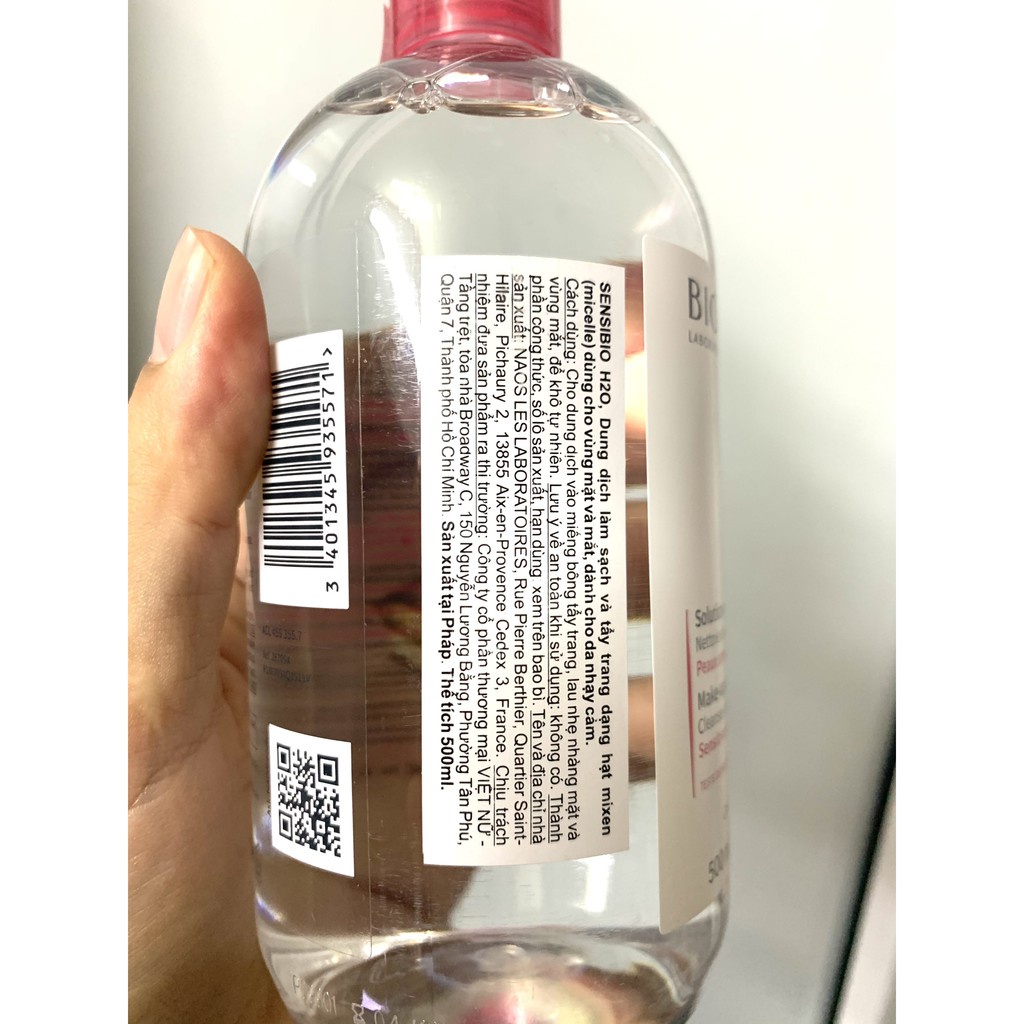 SENSIBIO H2O, Dung dịch làm sạch và tẩy trang dạng hạt mixen
(micelle) dùng cho vùng mặt và mắt, dành cho da nhạy cảm.
Cách dùng: Cho dung dịch vào miếng bông tẩy trang, lau nhẹ nhàng mặt và
vùng mắt, để khô tự nhiên. Lưu ý về an toàn khi sử dụng: không có. Thành
phần công thức, số lô sản xuất, hạn dùng xem trên bao bì. Tên và địa chỉ nhà
sản xuất: NAOS LES LABORATOIRES, Rue Pierre Berthier, Quartier Saint-
Hilaire, Pichaury 2, 13855 Aix-en-Provence Cedex 3, France. Chịu trách
nhiệm đưa sản phẩm ra thị trường: Công ty cổ phần thương mại VIỆT NỮ -
Tầng trệt, tòa nhà Broadway C, 150 Nguyễn Lương Bằng, Phường Tân Phú,
Quận 7, Thành phố Hồ Chí Minh. Sản xuất tại Pháp. Thể tích 500ml.
3 401345 935571 >
BIO
LABOR
Solution
Make-
500